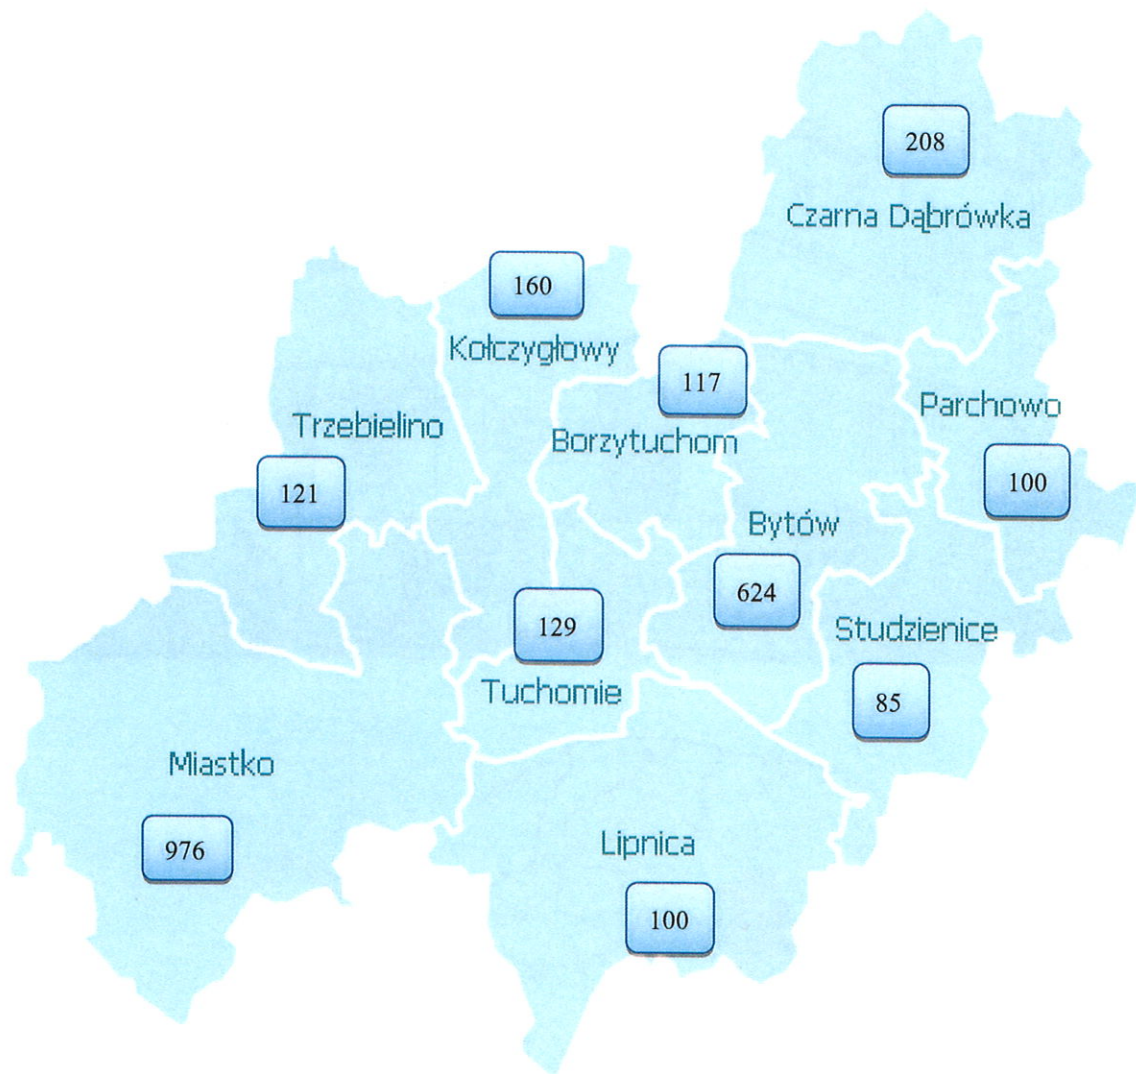 208
Czarna Dąbrówka
160
Kołczygłowy
117
Borzytuchom
Parchowo
100
Trzebielino
121
Bytów
624
129
Tuchomie
Studzienice
85
Miastko
976
Lipnica
100